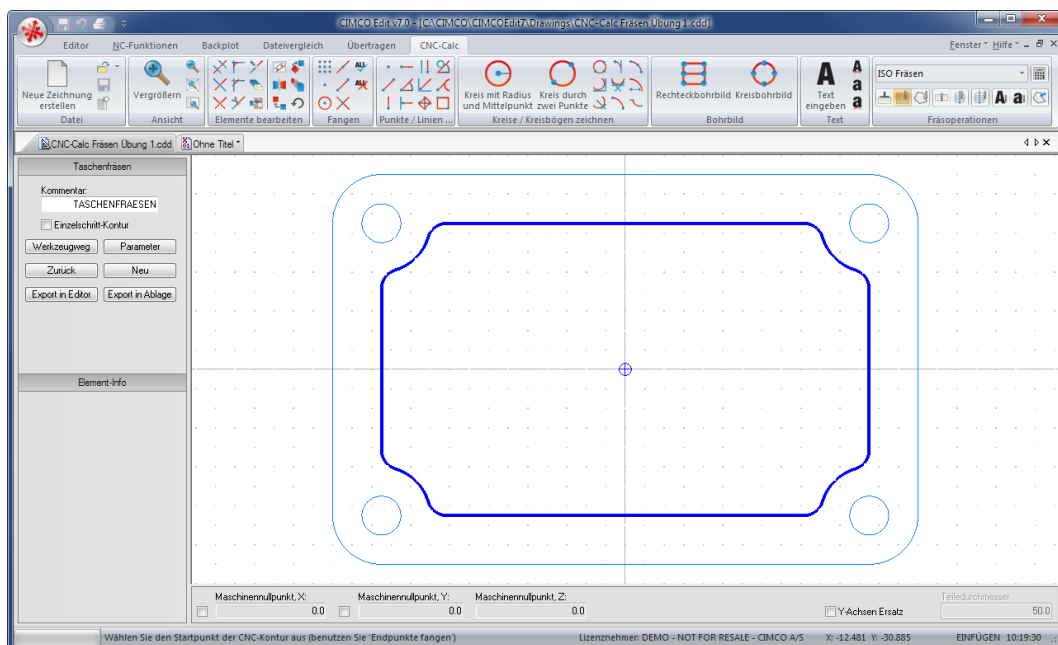 CIMCO Edit v7.0 - [C:\CIMCO\CIMCOEdit7\Drawings\CNC-Calc Fräsen Übung 1.cdd]
Editor NC-Funktionen Backplot Dateivergleich Übertragen CNC-Calc Fenster Hilfe
Neue Zeichnung erstellen
Vergrößern
Kreis mit Radius und Mittelpunkt
Kreis durch zwei Punkte
Rechteckbohrbild Kreisbohrbild
A
a
a
a
Text eingeben
ISO Fräsen
A a
Datei Ansicht Elemente bearbeiten Fangen Punkte / Linien ... Kreise / Kreisbögen zeichnen Bohrbild Text Fräsoperationen
CNC-Calc Fräsen Übung 1.cdd Ohne Titel *
Taschenfräsen
Kommentar:
TASCHENFRAESEN
Einzelschritt-Kontur
Werkzeugweg Parameter
Zurück Neu
Export in Editor Export in Ablage
Element-Info
Maschinennullpunkt, X: Maschinennullpunkt, Y: Maschinennullpunkt, Z: Teiledurchmesser
0.0 0.0 0.0 Y-Achsen Ersatz 50.0
Wählen Sie den Startpunkt der CNC-Kontur aus (benutzen Sie 'Endpunkte fangen') Lizenznehmer: DEMO - NOT FOR RESALE - CIMCO A/S X: -12.481 Y: -30.885 EINFÜGEN 10:19:30